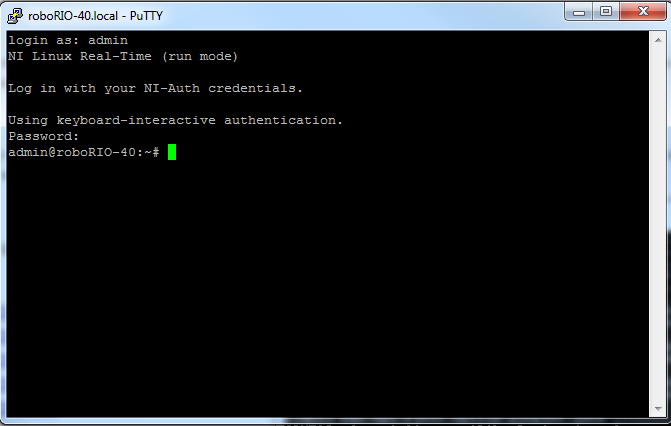 roboRIO-40.local - PuTTY
login as: admin
NI Linux Real-Time (run mode)
Log in with your NI-Auth credentials.
Using keyboard-interactive authentication.
Password:
admin@roboRIO-40:~#